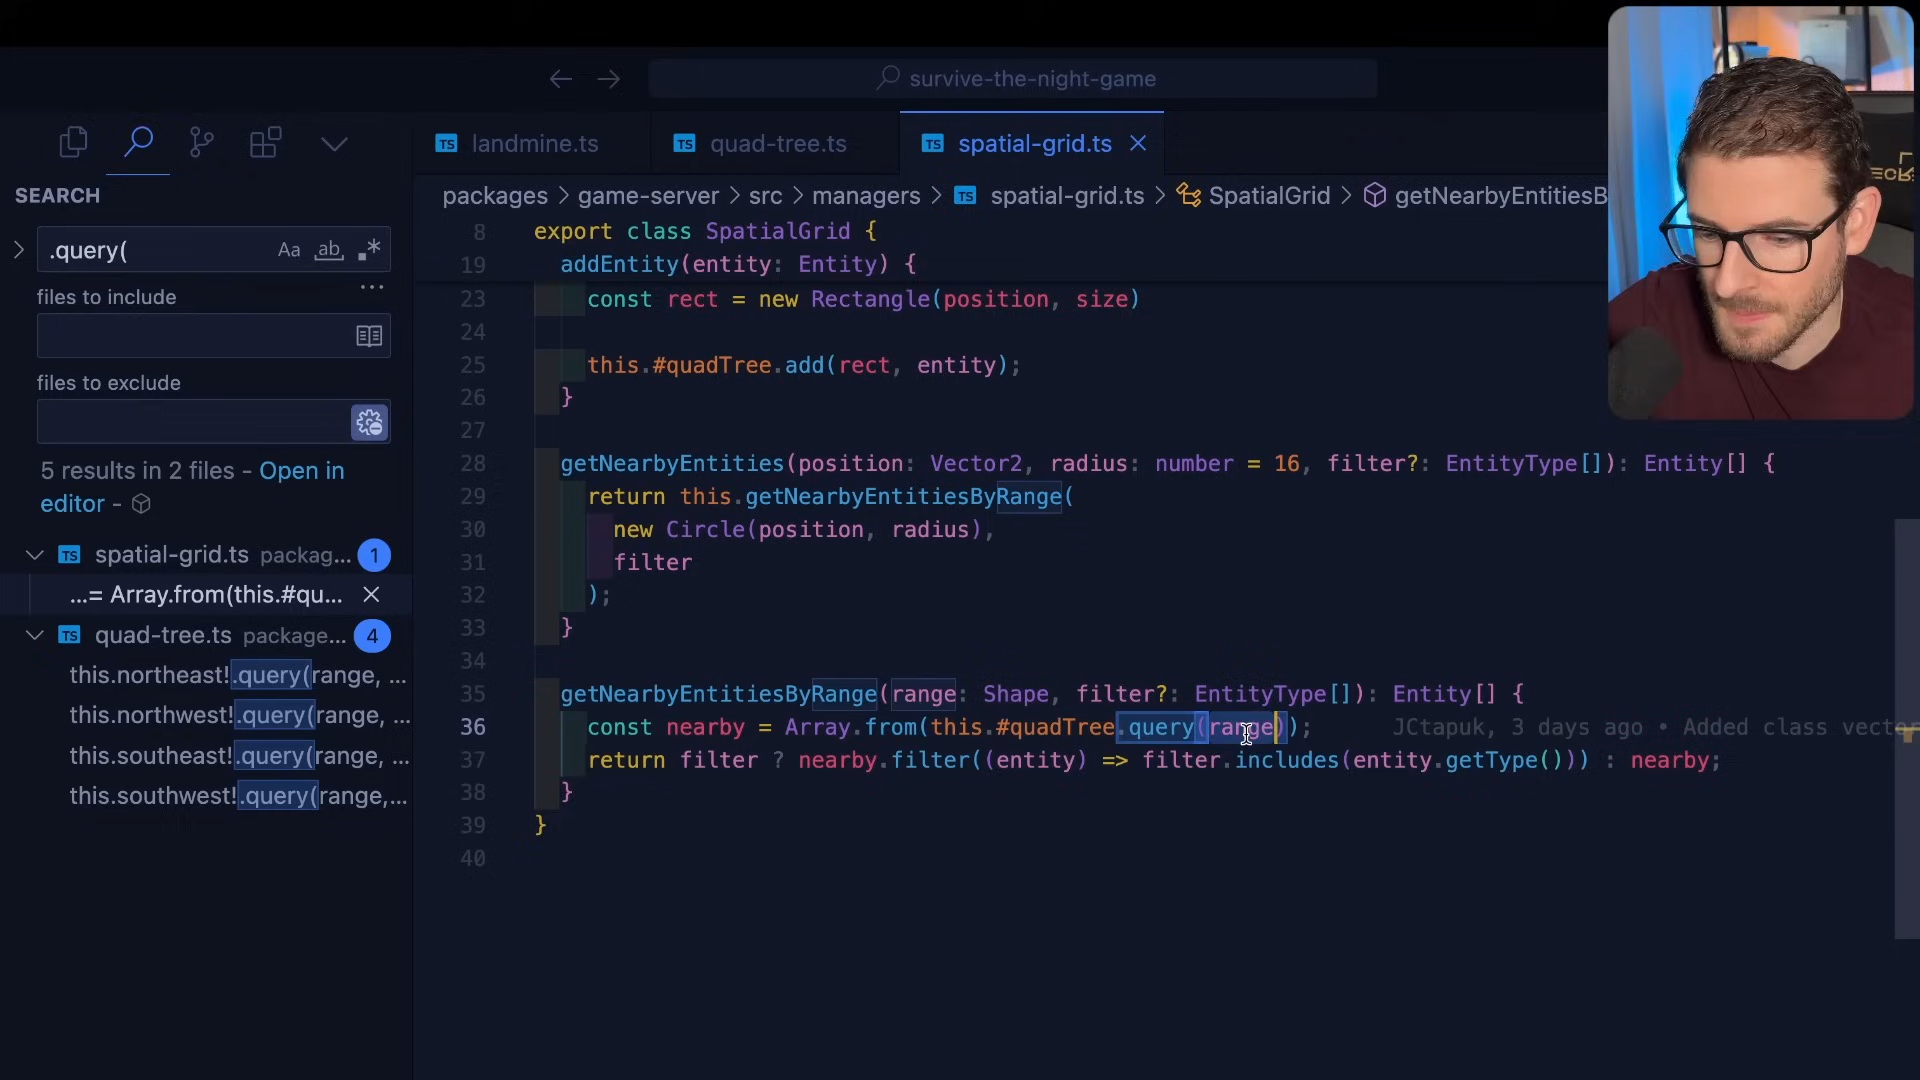 survive-the-night-game
TS landmine.ts
TS quad-tree.ts
TS spatial-grid.ts
SEARCH
.query(
Aa
ab
files to include
files to exclude
5 results in 2 files - Open in
editor -
TS spatial-grid.ts packag... 1
...= Array.from(this.#qu...
TS quad-tree.ts package... 4
this.northeast!.query(range, ...
this.northwest!.query(range, ...
this.southeast!.query(range, ...
this.southwest!.query(range,...
packages > game-server > src > managers > TS spatial-grid.ts > SpatialGrid > getNearbyEntitiesB
8 export class SpatialGrid {
19 addEntity(entity: Entity) {
23 const rect = new Rectangle(position, size)
24
25 this.#quadTree.add(rect, entity);
26 }
27
28 getNearbyEntities(position: Vector2, radius: number = 16, filter?: EntityType[]): Entity[] {
29 return this.getNearbyEntitiesByRange(
30 new Circle(position, radius),
31 filter
32 );
33 }
34
35 getNearbyEntitiesByRange(range: Shape, filter?: EntityType[]): Entity[] {
36 const nearby = Array.from(this.#quadTree.query(range)); JCtapuk, 3 days ago • Added class vector
37 return filter ? nearby.filter((entity) => filter.includes(entity.getType())) : nearby;
38 }
39 }
40